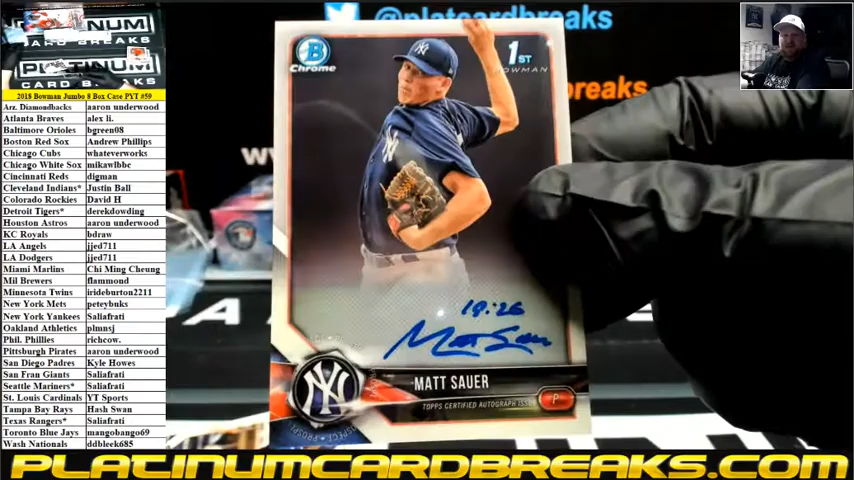 @platcardbreaks
breaks
PLATINUM
CARD BREAKS
PLATINUM
2018 Bowman Jumbo 8 Box Case PYT #59
Arz. Diamondbacks aaron underwood
Atlanta Braves alex li.
Baltimore Orioles bgreen08
Boston Red Sox Andrew Phillips
Chicago Cubs whateverworks
Chicago White Sox mikawlbbc
Cincinnati Reds digman
Cleveland Indians* Justin Ball
Colorado Rockies David H
Detroit Tigers* derekdowding
Houston Astros aaron underwood
KC Royals bdraw
LA Angels jjed711
LA Dodgers jjed711
Miami Marlins Chi Ming Cheung
Mil Brewers flammond
Minnesota Twins irideburton2211
New York Mets peteybuks
New York Yankees Saliafrati
Oakland Athletics plmnsj
Phil. Phillies richcow.
Pittsburgh Pirates aaron underwood
San Diego Padres Kyle Howes
San Fran Giants Saliafrati
Seattle Mariners* Saliafrati
St. Louis Cardinals YT Sports
Tampa Bay Rays Hash Swan
Texas Rangers* Saliafrati
Toronto Blue Jays mangobango69
Wash Nationals ddbleek685
B
Chrome
1ST
BOWMAN
NY
Matt Sauer
MATT SAUER
TOPPS CERTIFIED AUTOGRAPH ISSUE
P
NY
PLATINUMCARDBREAKS.COM